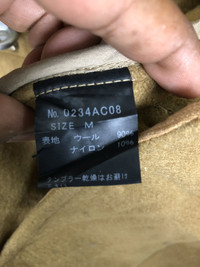 No. 0234AC08
SIZE M
表地 ウール 90%
ナイロン 10%
タンブラー乾燥はお避け